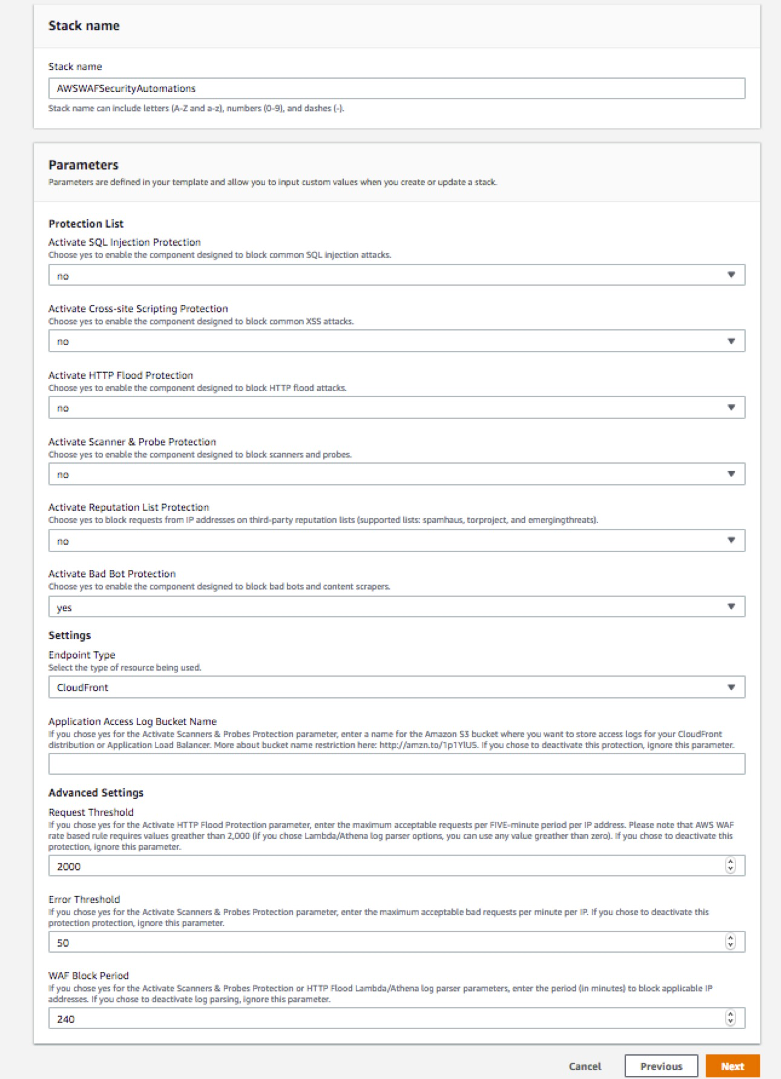 Stack name
Stack name
AWSWAFSecurityAutomations
Stack name can include letters (A-Z and a-z), numbers (0-9), and dashes (-).
Parameters
Parameters are defined in your template and allow you to input custom values when you create or update a stack.
Protection List
Activate SQL Injection Protection
Choose yes to enable the component designed to block common SQL injection attacks.
no
Activate Cross-site Scripting Protection
Choose yes to enable the component designed to block common XSS attacks.
no
Activate HTTP Flood Protection
Choose yes to enable the component designed to block HTTP flood attacks.
no
Activate Scanner & Probe Protection
Choose yes to enable the component designed to block scanners and probes.
no
Activate Reputation List Protection
Choose yes to block requests from IP addresses on third-party reputation lists (supported lists: spamhaus, torproject, and emergingthreats).
no
Activate Bad Bot Protection
Choose yes to enable the component designed to block bad bots and content scrapers.
yes
Settings
Endpoint Type
Select the type of resource being used.
CloudFront
Application Access Log Bucket Name
If you chose yes for the Activate Scanners & Probes Protection parameter, enter a name for the Amazon S3 bucket where you want to store access logs for your CloudFront
distribution or Application Load Balancer. More about bucket name restriction here: http://amzn.to/1p1YlU5. If you chose to deactivate this protection, ignore this parameter.
Advanced Settings
Request Threshold
If you chose yes for the Activate HTTP Flood Protection parameter, enter the maximum acceptable requests per FIVE-minute period per IP address. Please note that AWS WAF
rate based rule requires values greather than 2,000 (if you chose Lambda/Athena log parser options, you can use any value greather than zero). If you chose to deactivate this
protection, ignore this parameter.
2000
Error Threshold
If you chose yes for the Activate Scanners & Probes Protection parameter, enter the maximum acceptable bad requests per minute per IP. If you chose to deactivate this
protection protection, ignore this parameter.
50
WAF Block Period
If you chose yes for the Activate Scanners & Probes Protection or HTTP Flood Lambda/Athena log parser parameters, enter the period (in minutes) to block applicable IP
addresses. If you chose to deactivate log parsing, ignore this parameter.
240
Cancel
Previous
Next